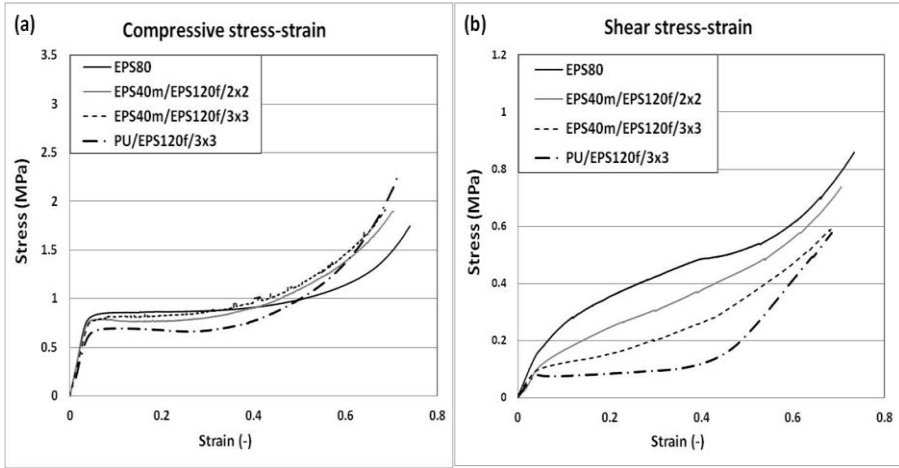 (a)
Compressive stress-strain
3.5
3
2.5
2
1.5
1
0.5
0
EPS80
EPS40m/EPS120f/2x2
EPS40m/EPS120f/3x3
PU/EPS120f/3x3
Stress (MPa)
0
0.2
0.4
0.6
0.8
Strain (-)
(b)
Shear stress-strain
1.2
1
0.8
0.6
0.4
0.2
0
EPS80
EPS40m/EPS120f/2x2
EPS40m/EPS120f/3x3
PU/EPS120f/3x3
Stress (MPa)
0
0.2
0.4
0.6
0.8
Strain (-)